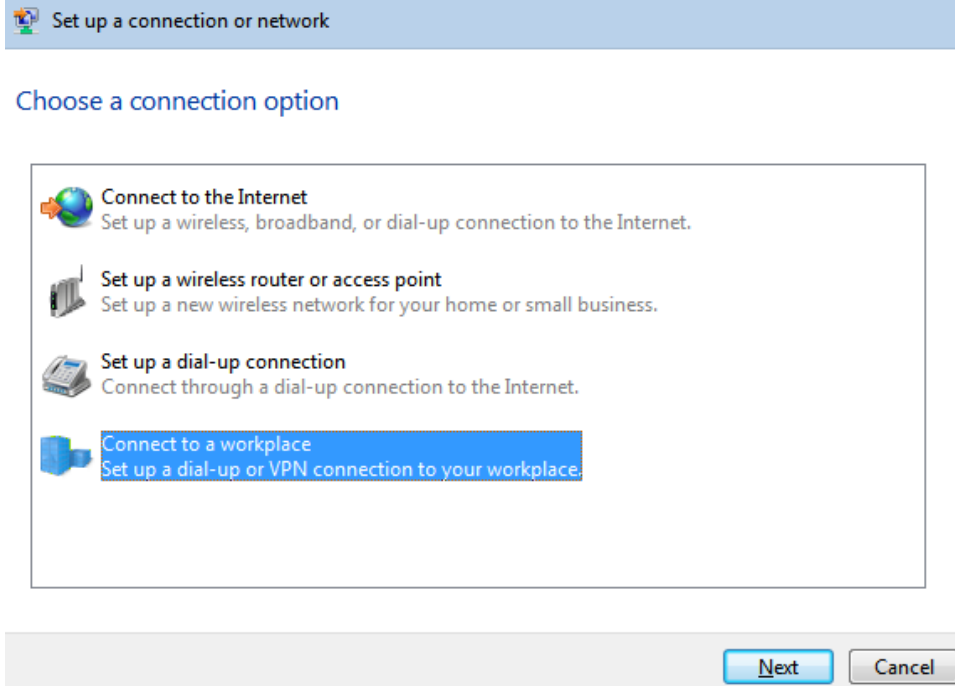 Set up a connection or network
Choose a connection option
Connect to the Internet
Set up a wireless, broadband, or dial-up connection to the Internet.
Set up a wireless router or access point
Set up a new wireless network for your home or small business.
Set up a dial-up connection
Connect through a dial-up connection to the Internet.
Connect to a workplace
Set up a dial-up or VPN connection to your workplace.
Next
Cancel